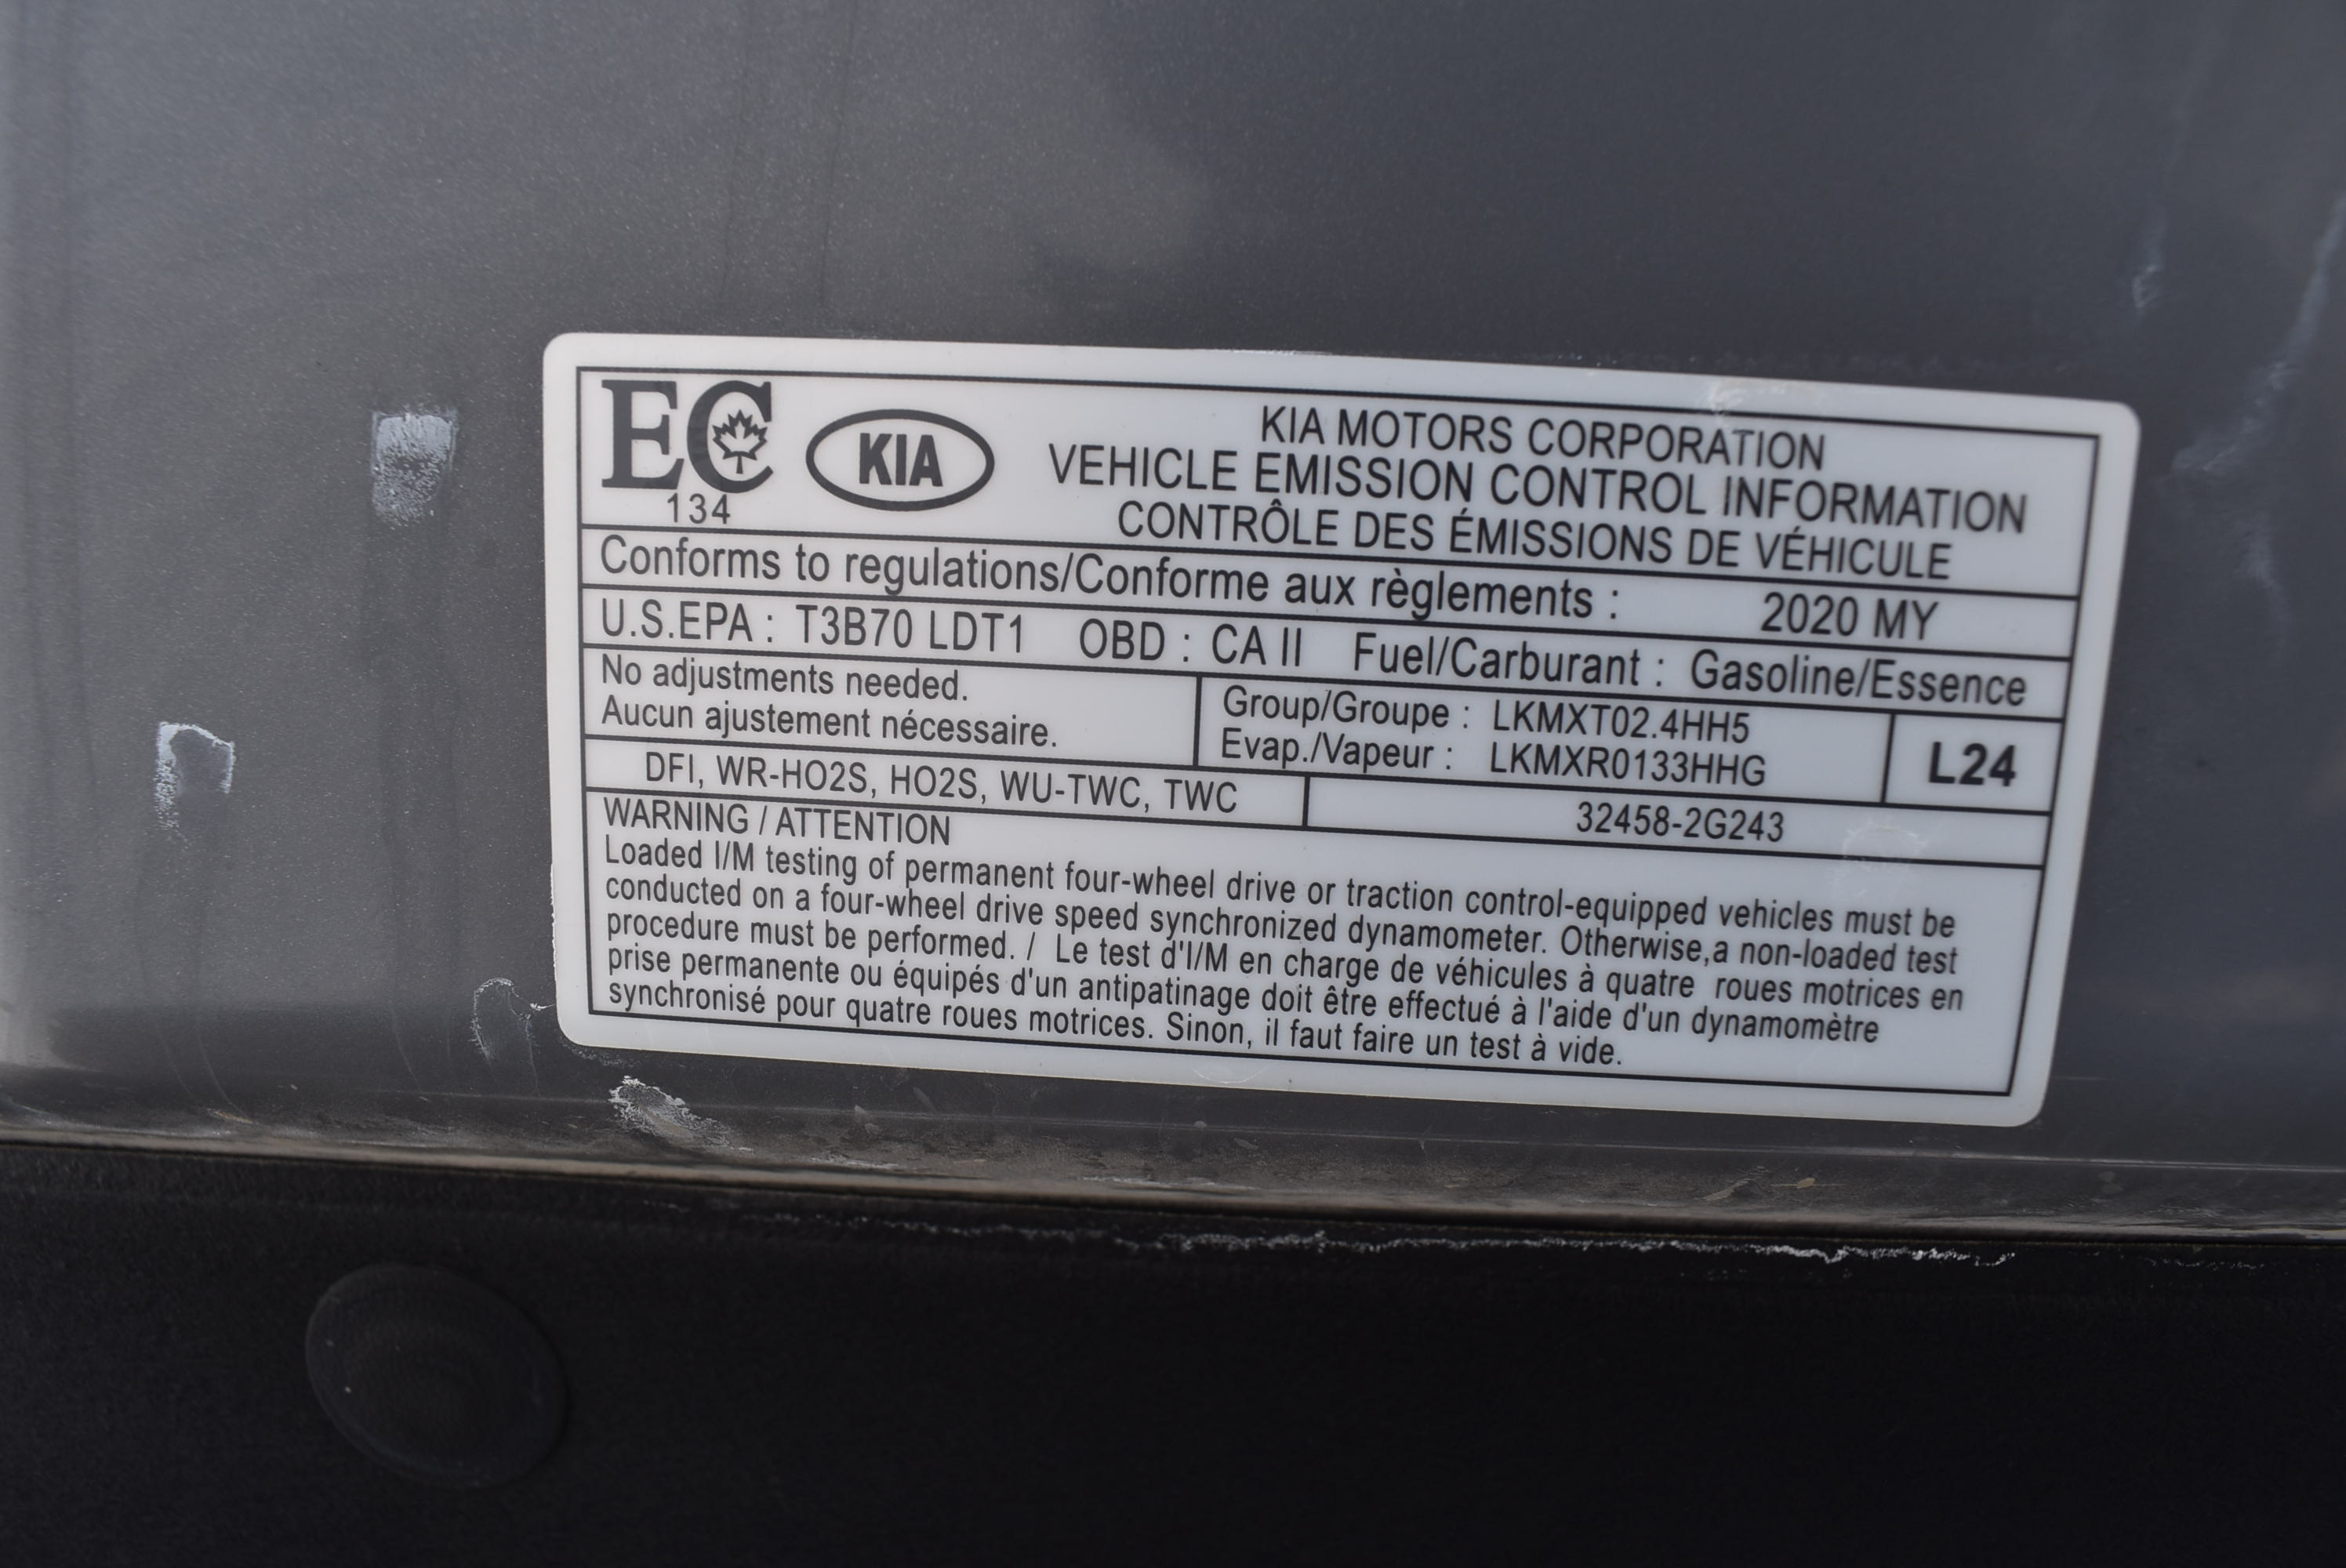 EC
134
KIA
KIA MOTORS CORPORATION
VEHICLE EMISSION CONTROL INFORMATION
CONTRÔLE DES ÉMISSIONS DE VÉHICULE
Conforms to regulations/Conforme aux règlements : 2020 MY
U.S.EPA : T3B70 LDT1 OBD : CA II Fuel/Carburant : Gasoline/Essence
No adjustments needed.
Aucun ajustement nécessaire.
Group/Groupe : LKMXT02.4HH5
Evap./Vapeur : LKMXR0133HHG
L24
DFI, WR-HO2S, HO2S, WU-TWC, TWC
32458-2G243
WARNING / ATTENTION
Loaded I/M testing of permanent four-wheel drive or traction control-equipped vehicles must be
conducted on a four-wheel drive speed synchronized dynamometer. Otherwise,a non-loaded test
procedure must be performed. / Le test d'I/M en charge de véhicules à quatre roues motrices en
prise permanente ou équipés d'un antipatinage doit être effectué à l'aide d'un dynamomètre
synchronisé pour quatre roues motrices. Sinon, il faut faire un test à vide.